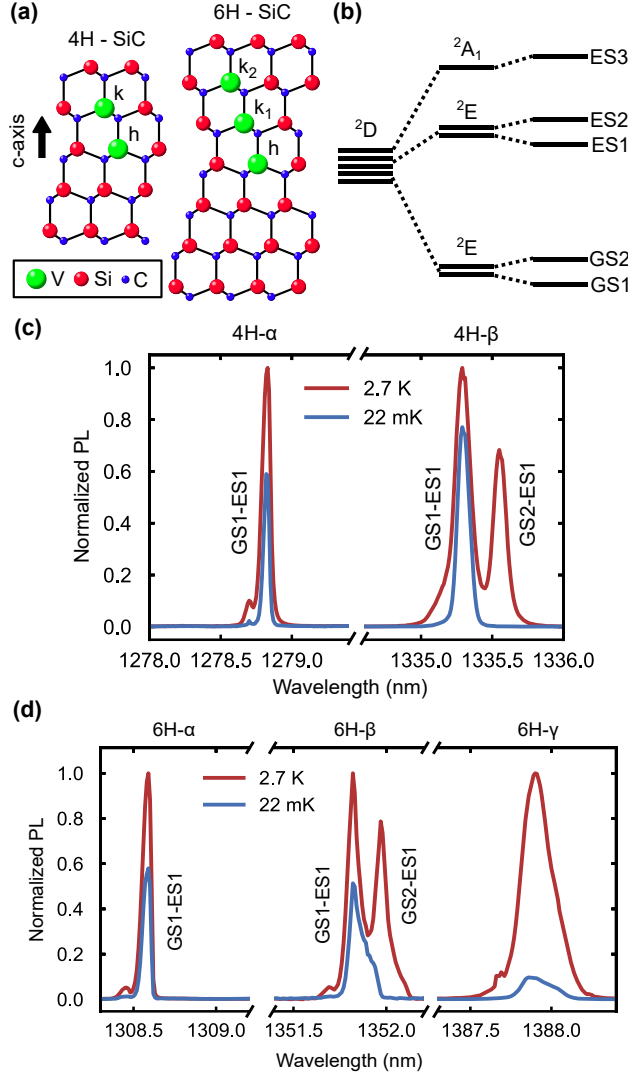 (a)
4H - SiC
6H - SiC
c-axis
k
h
k2
k1
h
V Si C
(b)
²D
²A₁
²E
²E
ES3
ES2
ES1
GS2
GS1
(c)
4H-α
4H-β
Normalized PL
1.0
0.8
0.6
0.4
0.2
0.0
2.7 K
22 mK
GS1-ES1
GS1-ES1
GS2-ES1
1278.0 1278.5 1279.0 1335.0 1335.5 1336.0
Wavelength (nm)
(d)
6H-α
6H-β
6H-γ
Normalized PL
1.0
0.8
0.6
0.4
0.2
0.0
2.7 K
22 mK
GS1-ES1
GS1-ES1
GS2-ES1
1308.5 1309.0 1351.5 1352.0 1387.5 1388.0
Wavelength (nm)